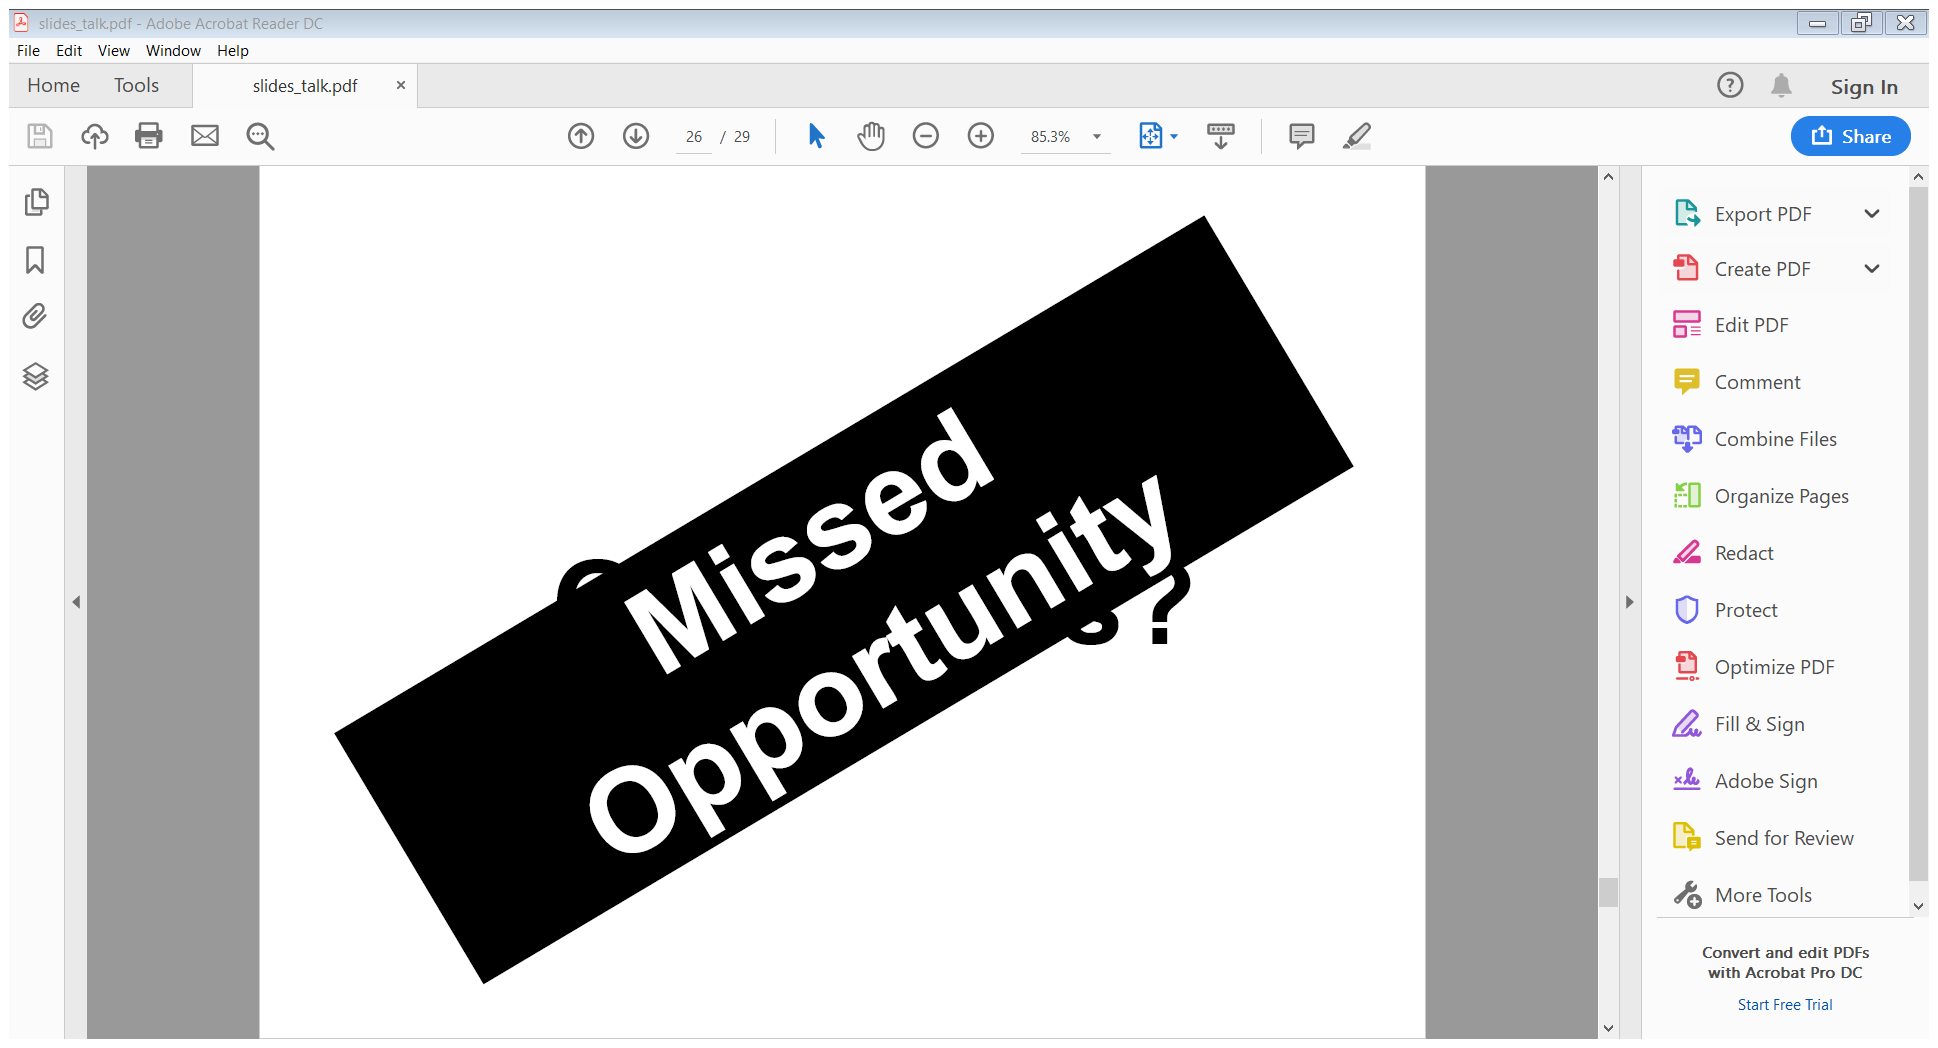 slides_talk.pdf - Adobe Acrobat Reader DC
File Edit View Window Help
Home Tools slides_talk.pdf × Sign In
26 / 29 85.3% Share
Missed
Opportunity
?
Export PDF
Create PDF
Edit PDF
Comment
Combine Files
Organize Pages
Redact
Protect
Optimize PDF
Fill & Sign
Adobe Sign
Send for Review
More Tools
Convert and edit PDFs
with Acrobat Pro DC
Start Free Trial